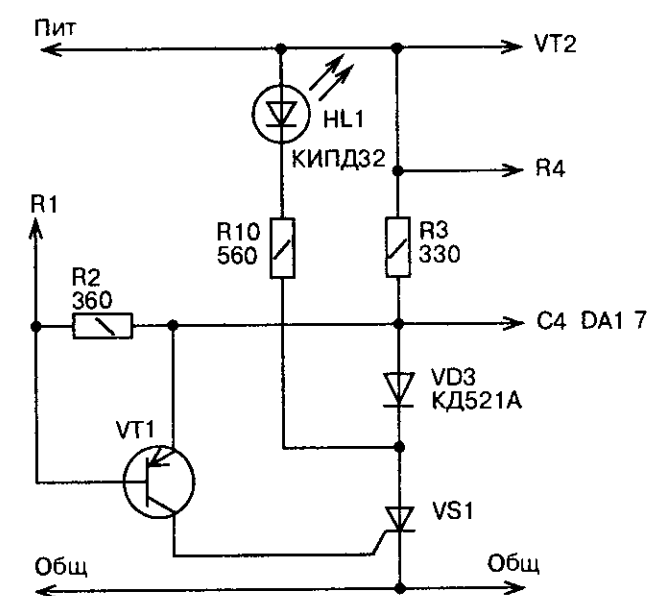 Пит
VT2
HL1
КИПД32
R4
R1
R10
560
R3
330
R2
360
C4 DA1 7
VD3
КД521А
VT1
VS1
Общ
Общ